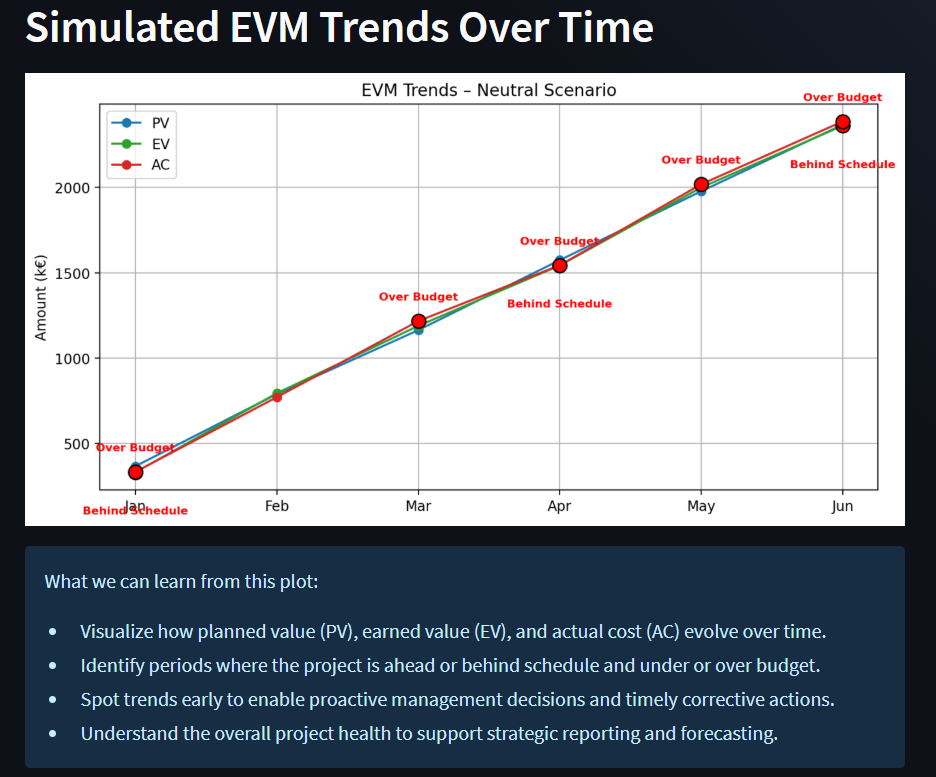 Simulated EVM Trends Over Time
EVM Trends – Neutral Scenario
Over Budget
PV
EV
AC
Over Budget
Behind Schedule
2000
Over Budget
1500
Over Budget
Behind Schedule
Amount (k€)
1000
500
Over Budget
Jan
Feb
Mar
Apr
May
Jun
Behind Schedule
What we can learn from this plot:
• Visualize how planned value (PV), earned value (EV), and actual cost (AC) evolve over time.
• Identify periods where the project is ahead or behind schedule and under or over budget.
• Spot trends early to enable proactive management decisions and timely corrective actions.
• Understand the overall project health to support strategic reporting and forecasting.